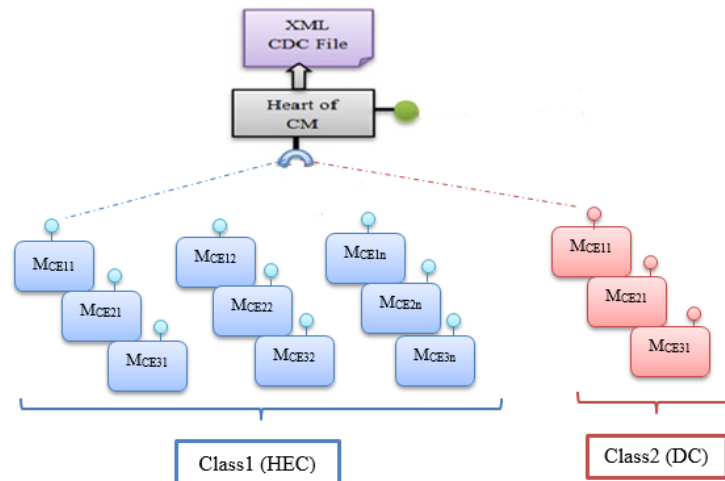 XML
CDC File
Heart of
CM
MCE11
MCE12
MCE1n
MCE11
MCE21
MCE22
MCE2n
MCE21
MCE31
MCE32
MCE3n
MCE31
Class1 (HEC)
Class2 (DC)